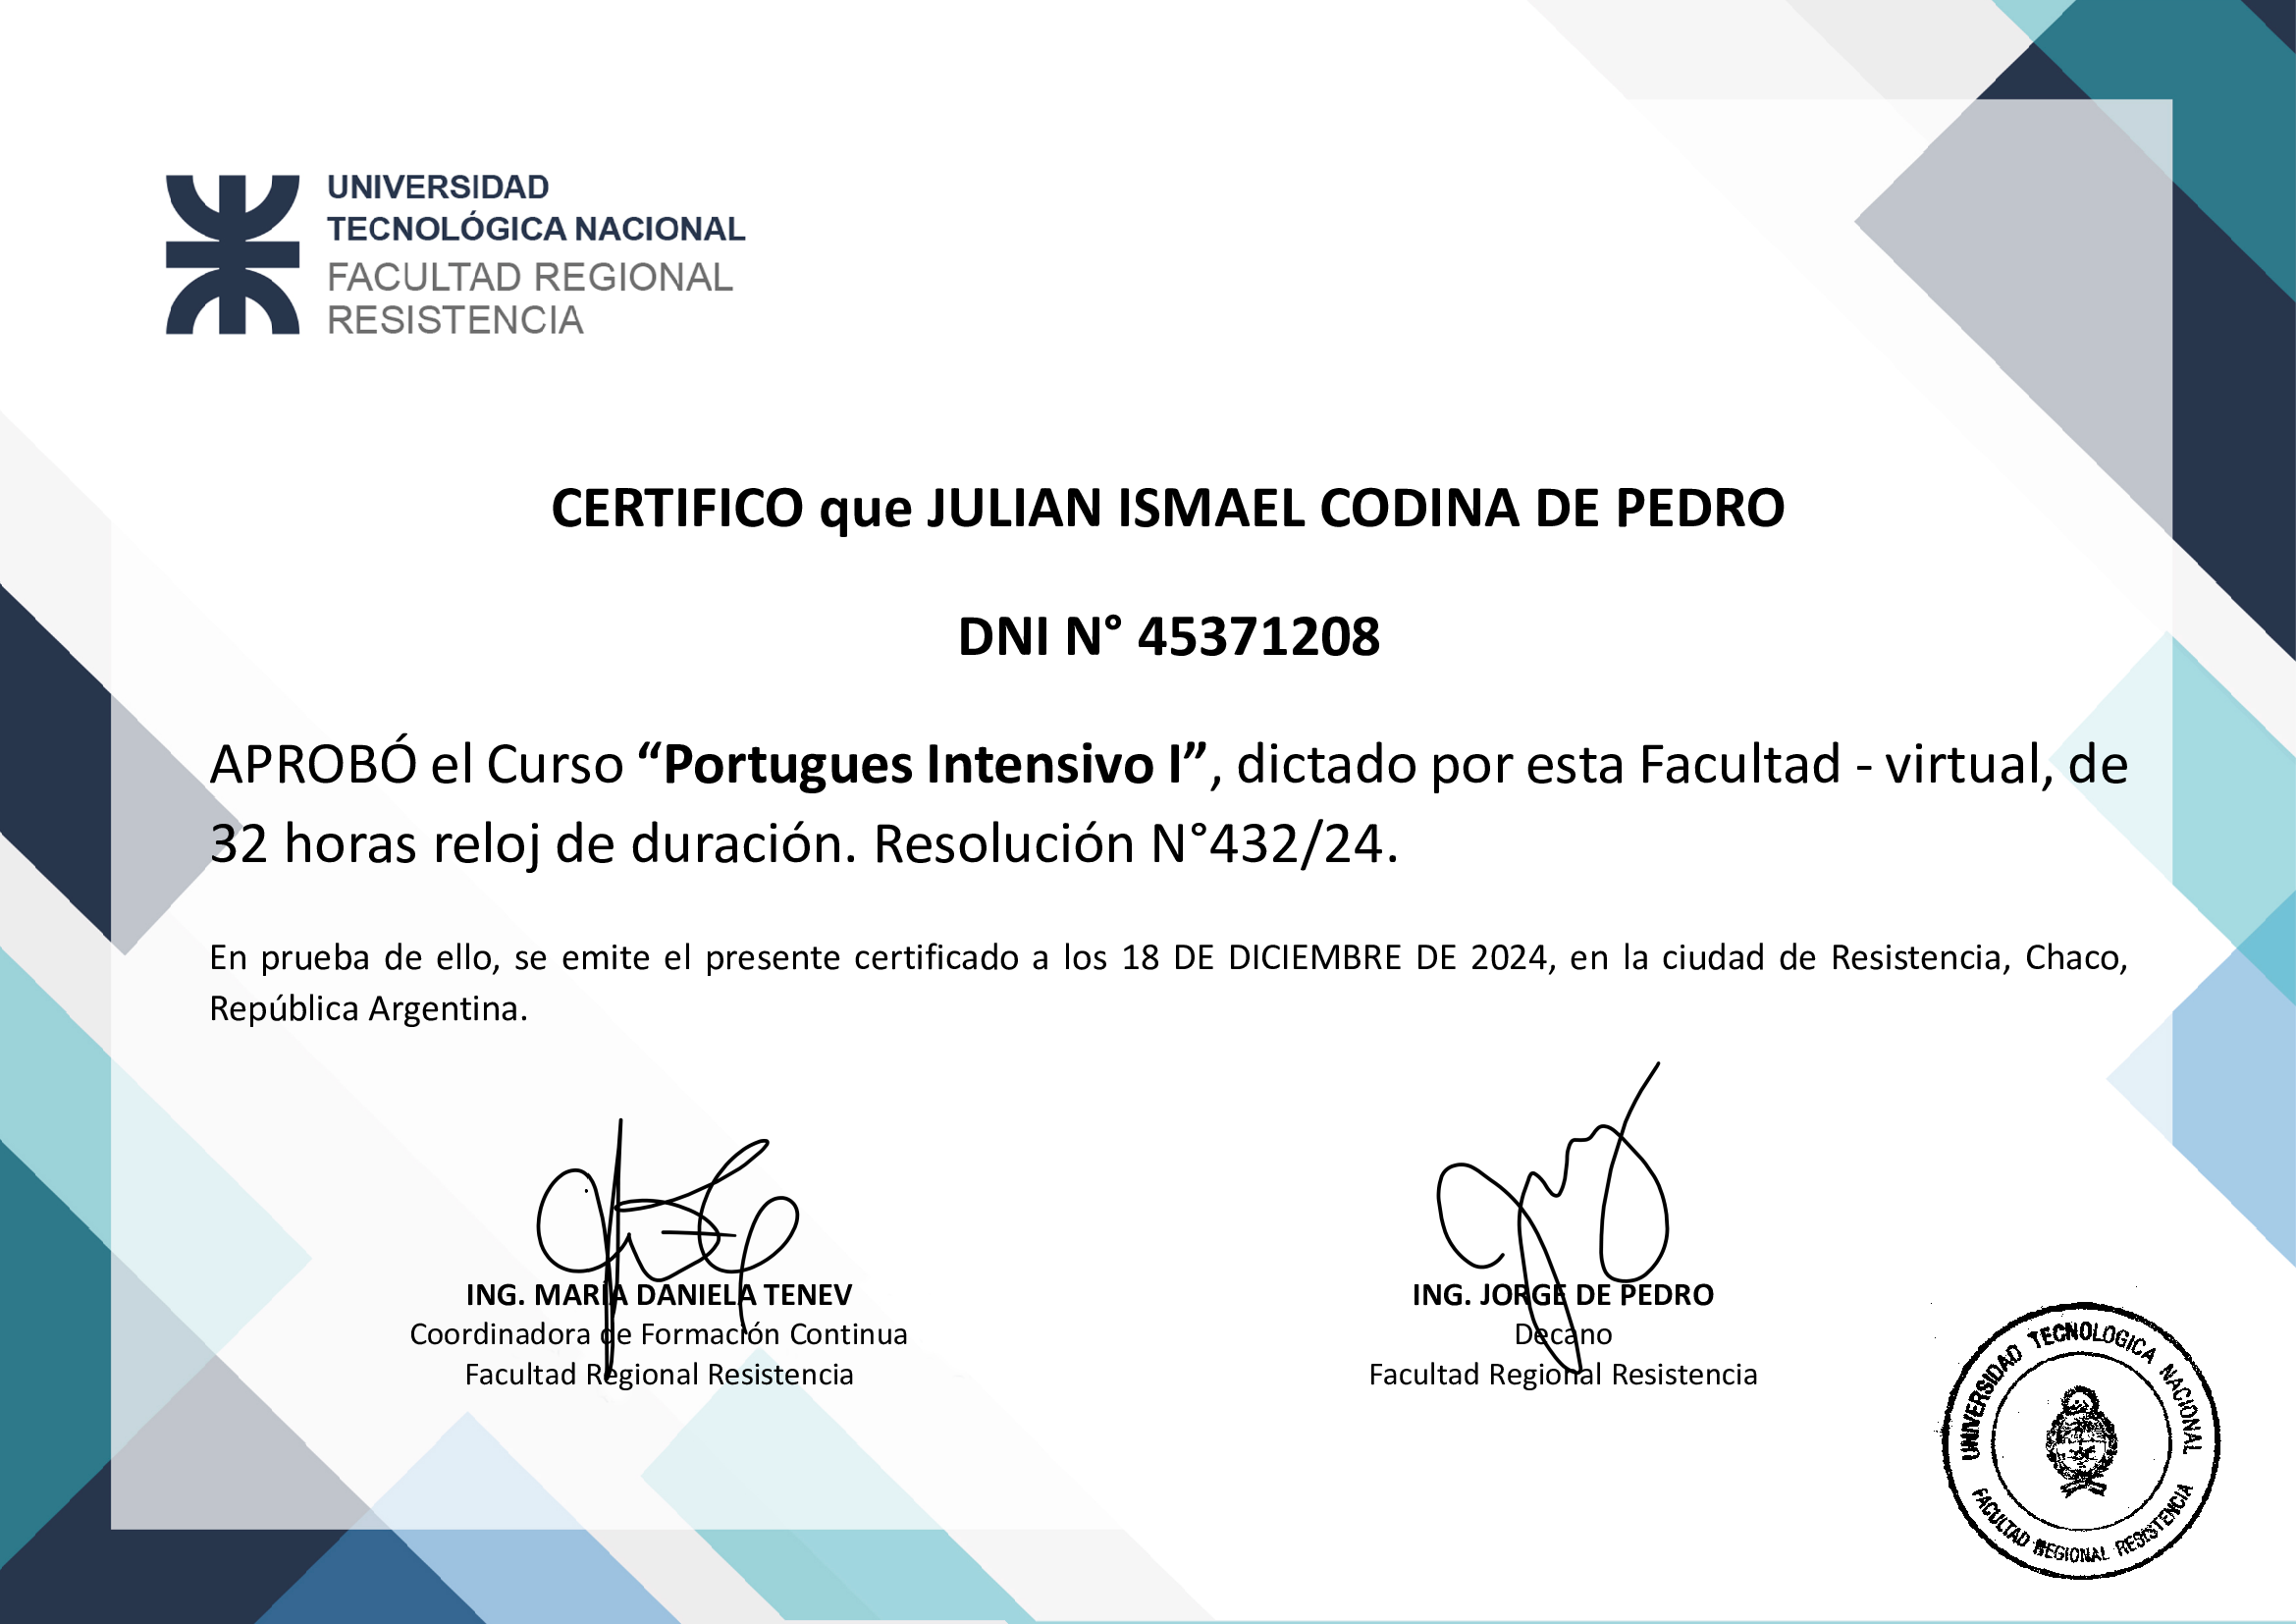 UNIVERSIDAD
TECNOLÓGICA NACIONAL
FACULTAD REGIONAL
RESISTENCIA
CERTIFICO que JULIAN ISMAEL CODINA DE PEDRO
DNI N° 45371208
APROBÓ el Curso “Portugues Intensivo I”, dictado por esta Facultad - virtual, de
32 horas reloj de duración. Resolución N°432/24.
En prueba de ello, se emite el presente certificado a los 18 DE DICIEMBRE DE 2024, en la ciudad de Resistencia, Chaco,
República Argentina.
ING. MARÍA DANIELA TENEV
Coordinadora de Formación Continua
Facultad Regional Resistencia
ING. JORGE DE PEDRO
Decano
Facultad Regional Resistencia
UNIVERSIDAD TECNOLOGICA NACIONAL
FACULTAD REGIONAL RESISTENCIA